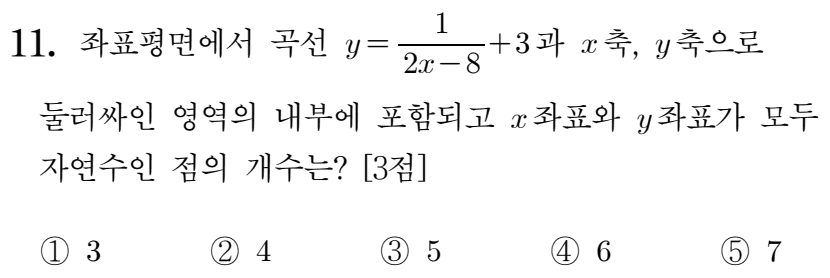 11. 좌표평면에서 곡선 y = \frac{1}{2x-8} + 3과 x축, y축으로
둘러싸인 영역의 내부에 포함되고 x좌표와 y좌표가 모두
자연수인 점의 개수는? [3점]
① 3 ② 4 ③ 5 ④ 6 ⑤ 7